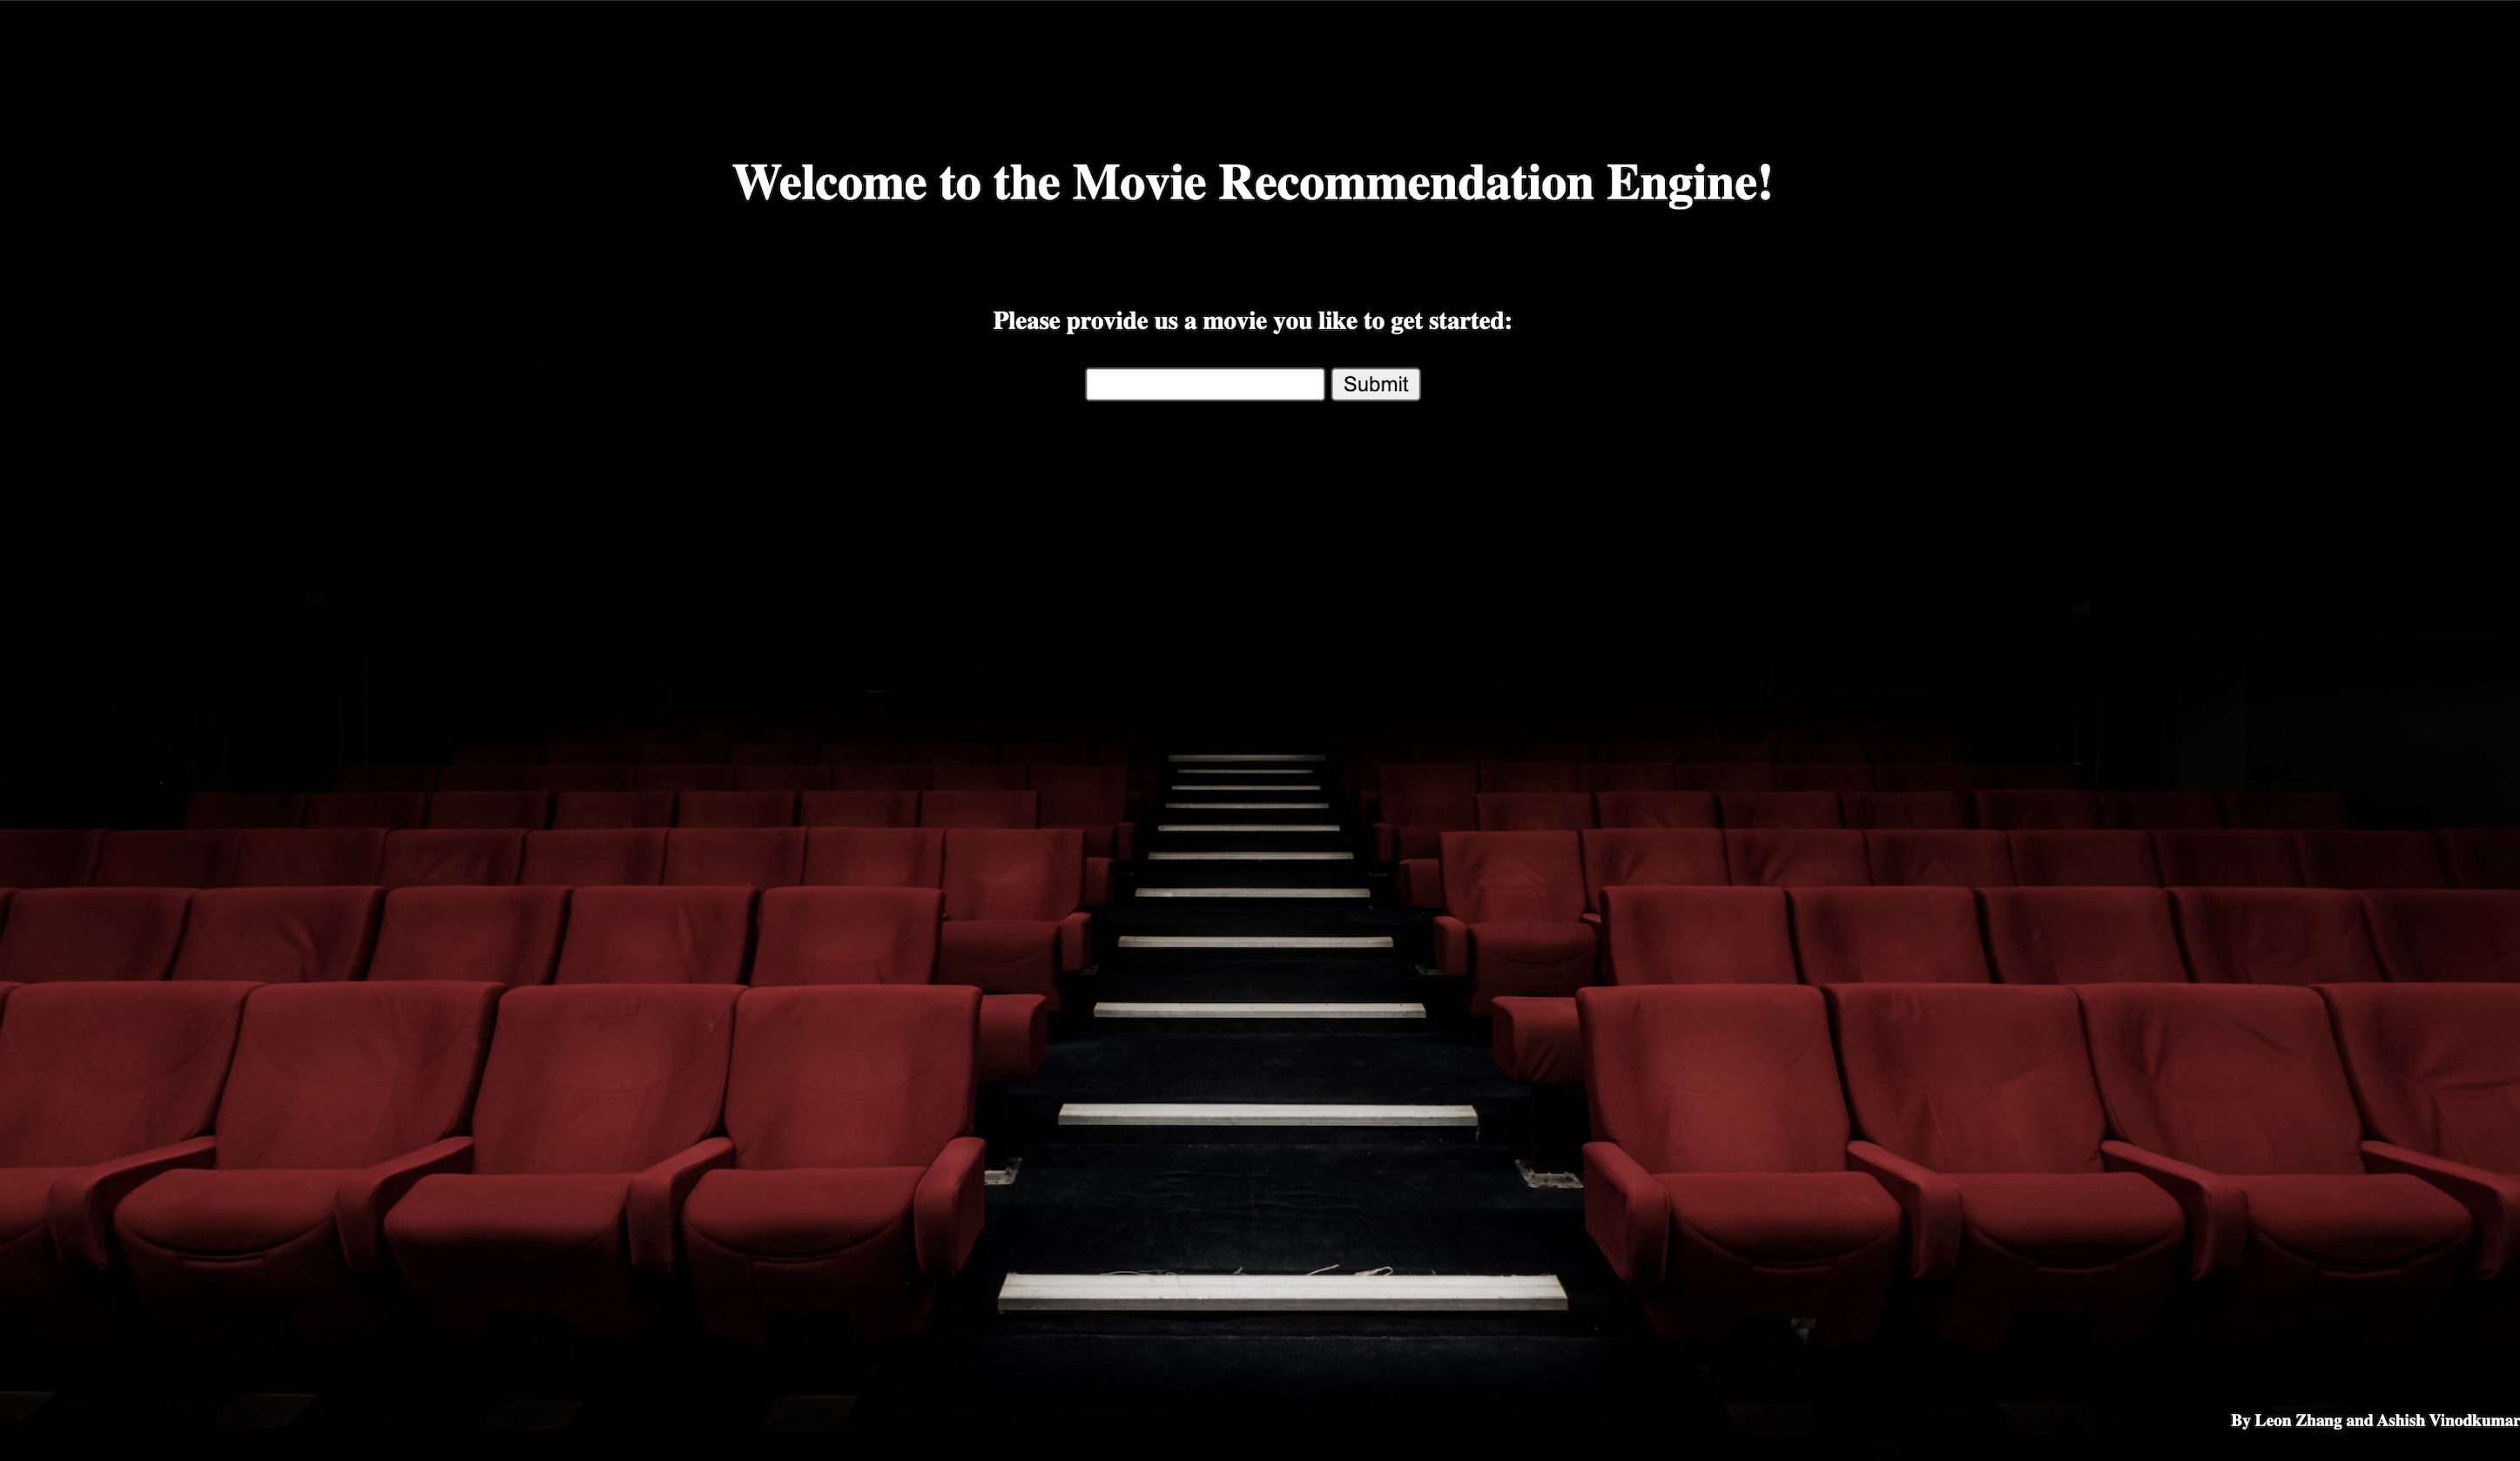 Welcome to the Movie Recommendation Engine!
Please provide us a movie you like to get started:
Submit
By Leon Zhang and Ashish Vinodkumar